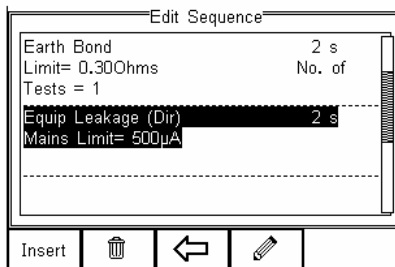 Edit Sequence
Earth Bond 2 s
Limit= 0.30Ohms No. of
Tests = 1
Equip Leakage (Dir) 2 s
Mains Limit= 500µA
Insert